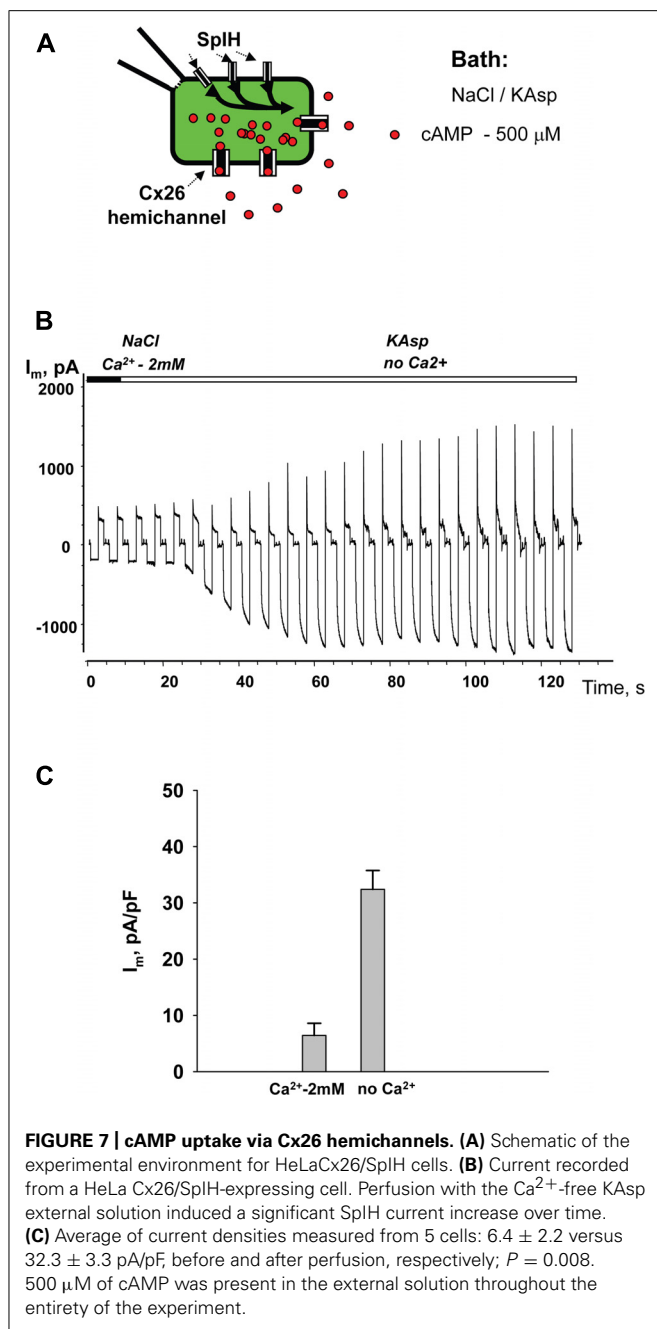 A
SpIH
Bath:
NaCl / KAsp
cAMP - 500 μM
Cx26
hemichannel
B
NaCl
KAsp
Ca²⁺ - 2mM
no Ca2+
I_m, pA
2000
1000
0
-1000
0
20
40
60
80
100
120
Time, s
C
50
40
30
20
10
0
I_m, pA/pF
Ca²⁺-2mM
no Ca²⁺
FIGURE 7 | cAMP uptake via Cx26 hemichannels. (A) Schematic of the
experimental environment for HeLaCx26/SpIH cells. (B) Current recorded
from a HeLa Cx26/SpIH-expressing cell. Perfusion with the Ca²⁺-free KAsp
external solution induced a significant SpIH current increase over time.
(C) Average of current densities measured from 5 cells: 6.4 ± 2.2 versus
32.3 ± 3.3 pA/pF, before and after perfusion, respectively; P = 0.008.
500 μM of cAMP was present in the external solution throughout the
entirety of the experiment.